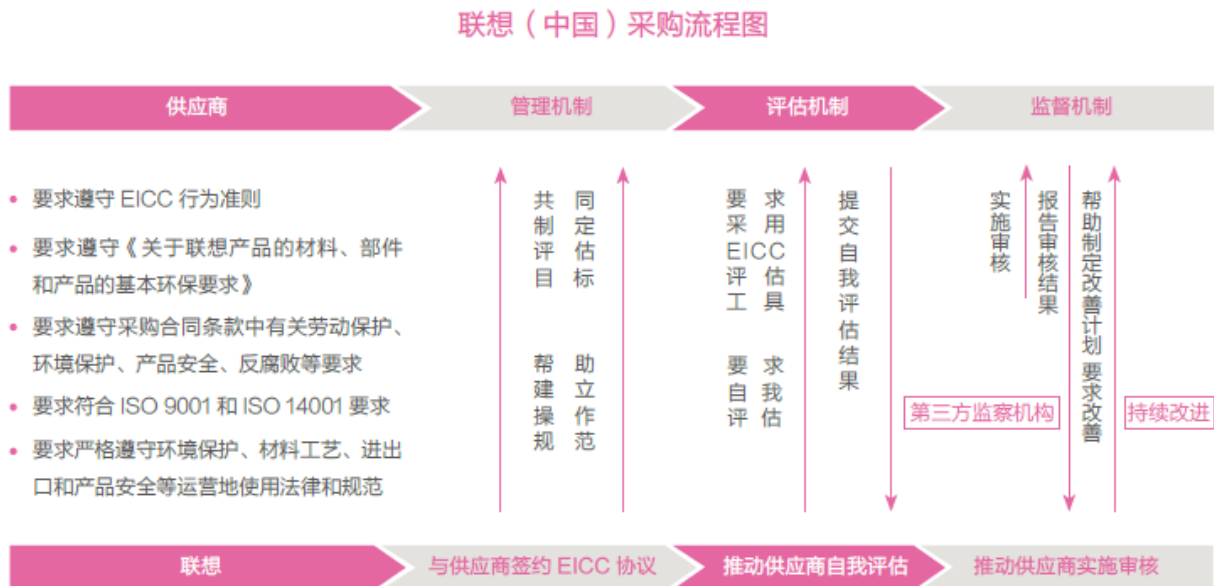 联想（中国）采购流程图
供应商
管理机制
评估机制
监督机制
• 要求遵守 EICC 行为准则
• 要求遵守《关于联想产品的材料、部件
和产品的基本环保要求》
• 要求遵守采购合同条款中有关劳动保护、
环境保护、产品安全、反腐败等要求
• 要求符合 ISO 9001 和 ISO 14001 要求
• 要求严格遵守环境保护、材料工艺、进出
口和产品安全等运营地使用法律和规范
共同
制定
评估
目标
帮助
建立
操作
规范
要求
采用
EICC
评估
工具
要求
自我
评估
提交自我评估结果
实施审核
报告审核结果
帮助制定改善计划 要求改善
第三方监察机构
持续改进
联想
与供应商签约 EICC 协议
推动供应商自我评估
推动供应商实施审核